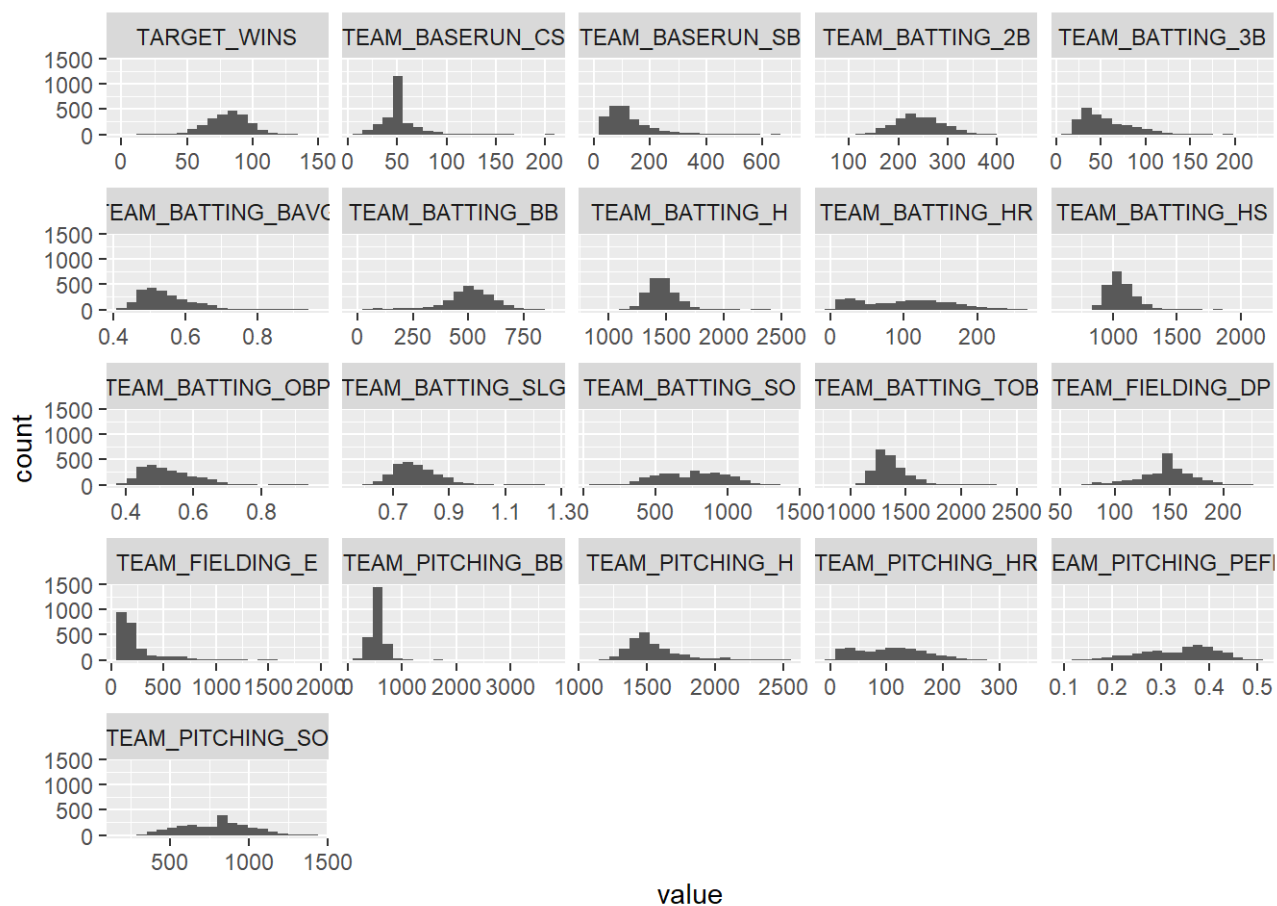 TARGET_WINS TEAM_BASERUN_CS TEAM_BASERUN_SB TEAM_BATTING_2B TEAM_BATTING_3B
1500
1000
500
0
0 50 100 150 0 50 100 150 200 0 200 400 600 100 200 300 400 0 50 100 150 200
TEAM_BATTING_BAVG TEAM_BATTING_BB TEAM_BATTING_H TEAM_BATTING_HR TEAM_BATTING_HS
1500
1000
500
0
0.4 0.6 0.8 0 250 500 750 1000 1500 2000 2500 0 100 200 1000 1500 2000
TEAM_BATTING_OBP TEAM_BATTING_SLG TEAM_BATTING_SO TEAM_BATTING_TOB TEAM_FIELDING_DP
1500
1000
500
0
0.4 0.6 0.8 0.7 0.9 1.1 1.3 0 500 1000 1500 1000 1500 2000 2500 50 100 150 200
TEAM_FIELDING_E TEAM_PITCHING_BB TEAM_PITCHING_H TEAM_PITCHING_HR EAM_PITCHING_PEF
1500
1000
500
0
0 500 1000 1500 2000 0 1000 2000 3000 1000 1500 2000 2500 0 100 200 300 0.1 0.2 0.3 0.4 0.5
TEAM_PITCHING_SO
1500
1000
500
0
500 1000 1500
count
value